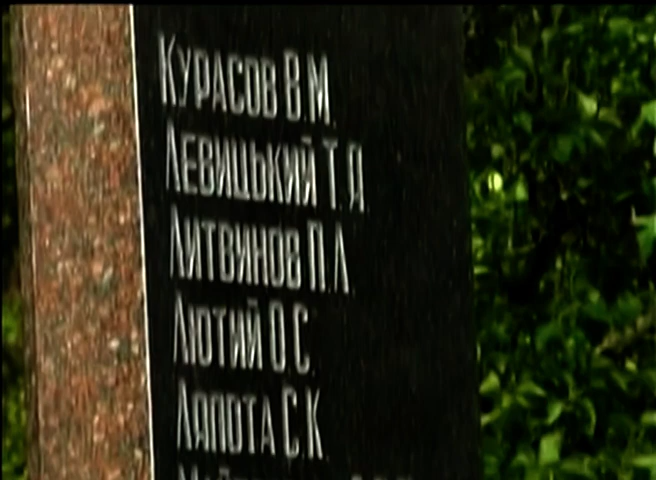 Курасов В.М.
Левицький Т.Я.
Литвинов П.Л.
Лютий О.С.
Ляпота С.К.